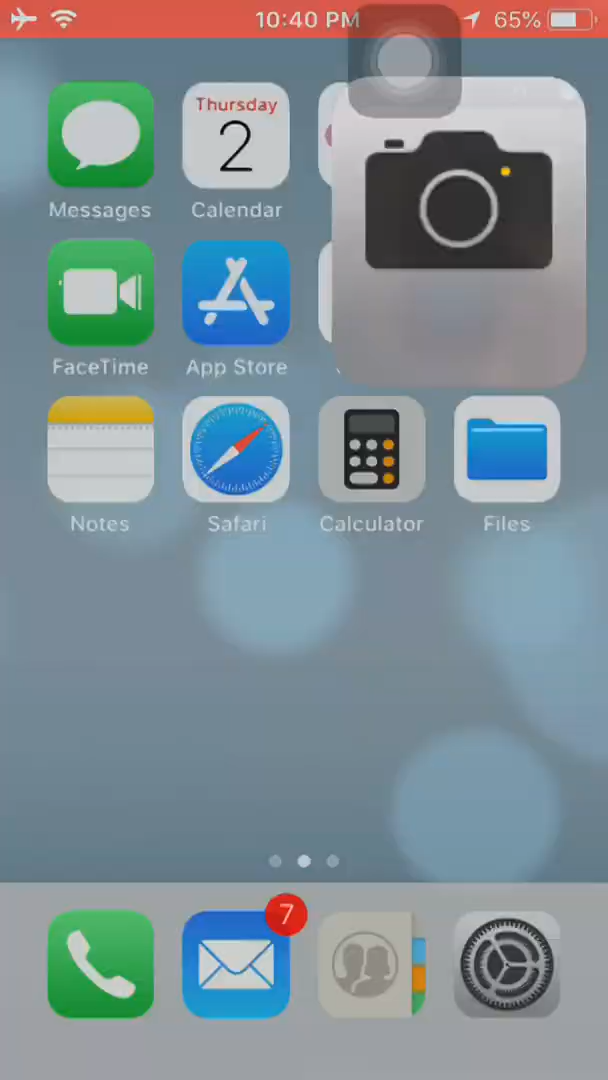 10:40 PM 65%
Thursday
2
Messages Calendar
FaceTime App Store
Notes Safari Calculator Files
7